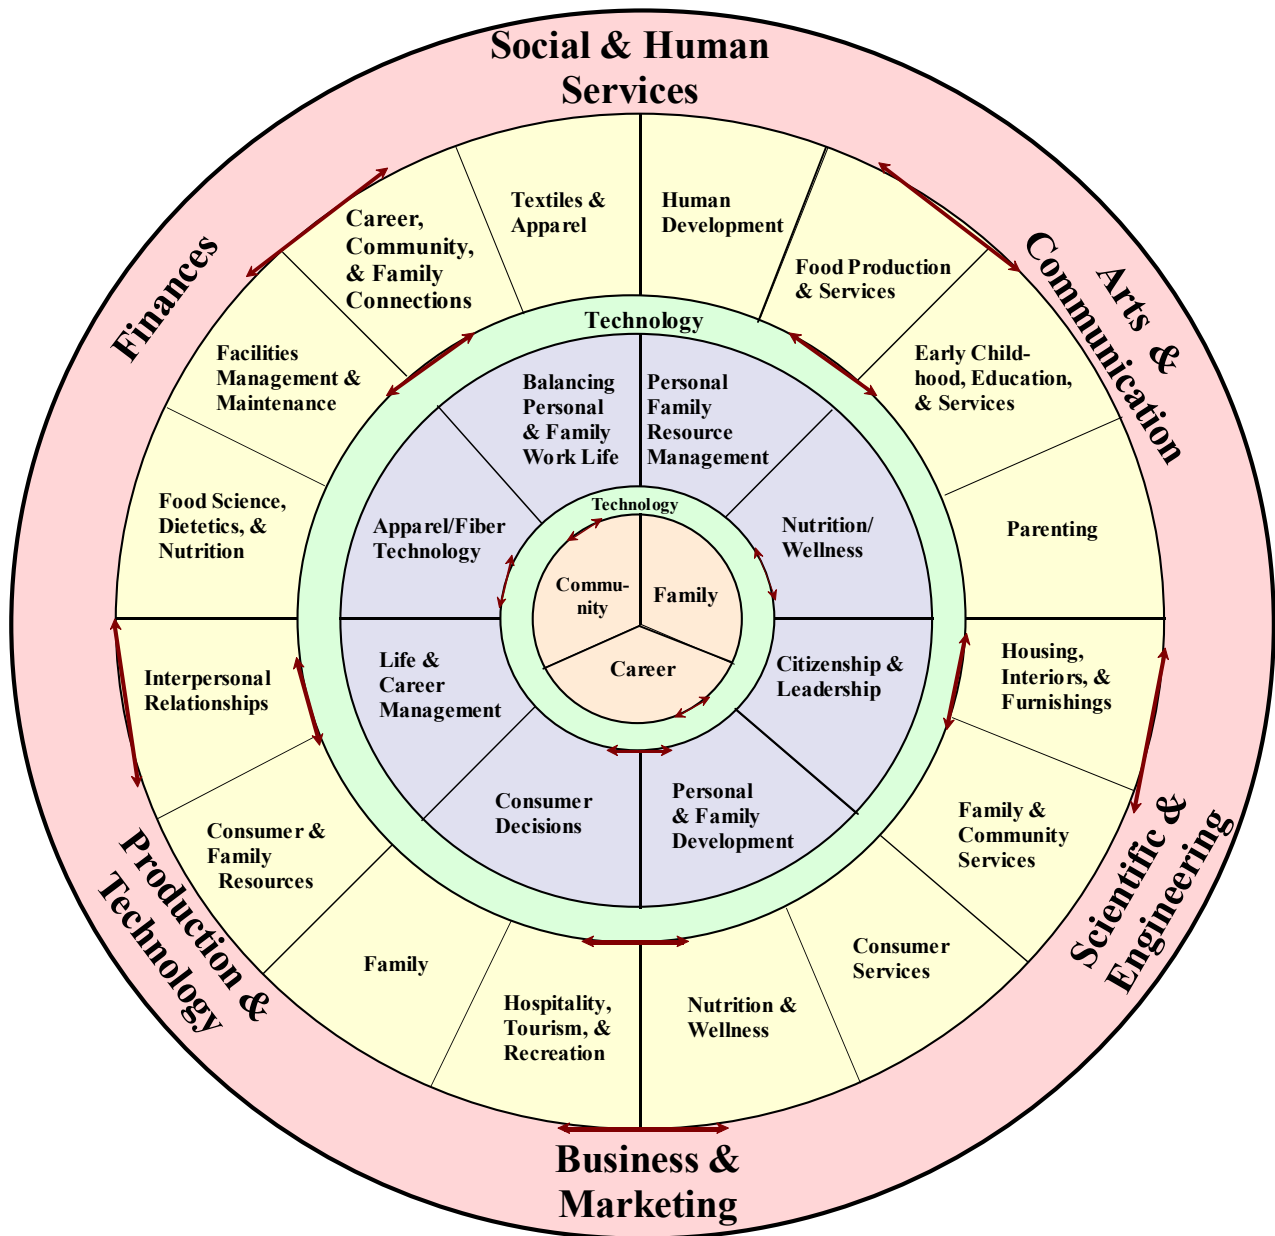 Social & Human
Services
Arts &
Communication
Scientific &
Engineering
Business &
Marketing
Production &
Technology
Finances
Human
Development
Food Production
& Services
Early Child-
hood, Education,
& Services
Parenting
Housing,
Interiors, &
Furnishings
Family &
Community
Services
Consumer
Services
Nutrition &
Wellness
Hospitality,
Tourism, &
Recreation
Family
Consumer &
Family
Resources
Interpersonal
Relationships
Food Science,
Dietetics, &
Nutrition
Facilities
Management &
Maintenance
Career,
Community,
& Family
Connections
Textiles &
Apparel
Technology
Personal
Family
Resource
Management
Nutrition/
Wellness
Citizenship &
Leadership
Personal
& Family
Development
Consumer
Decisions
Life &
Career
Management
Apparel/Fiber
Technology
Balancing
Personal
& Family
Work Life
Technology
Commu-
nity
Family
Career